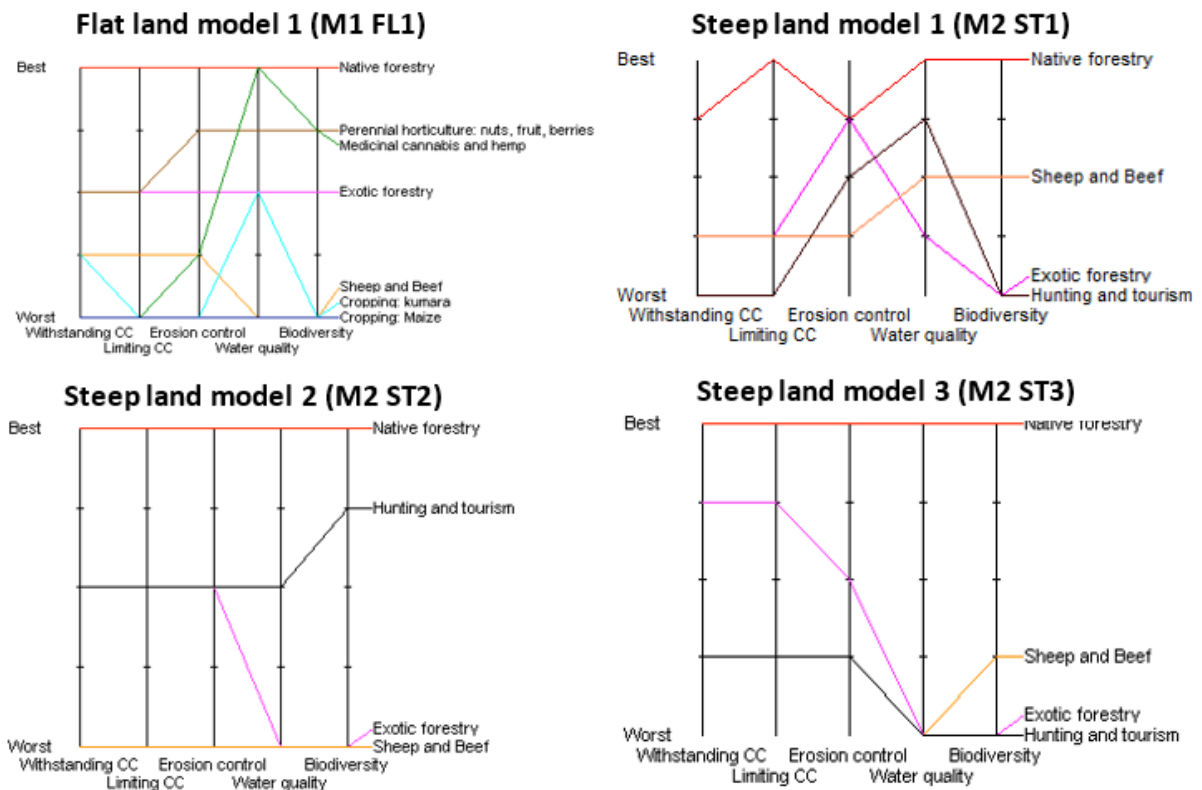 Flat land model 1 (M1 FL1)
Best
Native forestry
Perennial horticulture: nuts, fruit, berries
Medicinal cannabis and hemp
Exotic forestry
Sheep and Beef
Cropping: kumara
Worst
Cropping: Maize
Withstanding CC
Erosion control
Biodiversity
Limiting CC
Water quality
Steep land model 1 (M2 ST1)
Best
Native forestry
Sheep and Beef
Exotic forestry
Worst
Hunting and tourism
Withstanding CC
Erosion control
Biodiversity
Limiting CC
Water quality
Steep land model 2 (M2 ST2)
Best
Native forestry
Hunting and tourism
Exotic forestry
Worst
Sheep and Beef
Withstanding CC
Erosion control
Biodiversity
Limiting CC
Water quality
Steep land model 3 (M2 ST3)
Best
Native forestry
Sheep and Beef
Exotic forestry
Worst
Hunting and tourism
Withstanding CC
Erosion control
Biodiversity
Limiting CC
Water quality